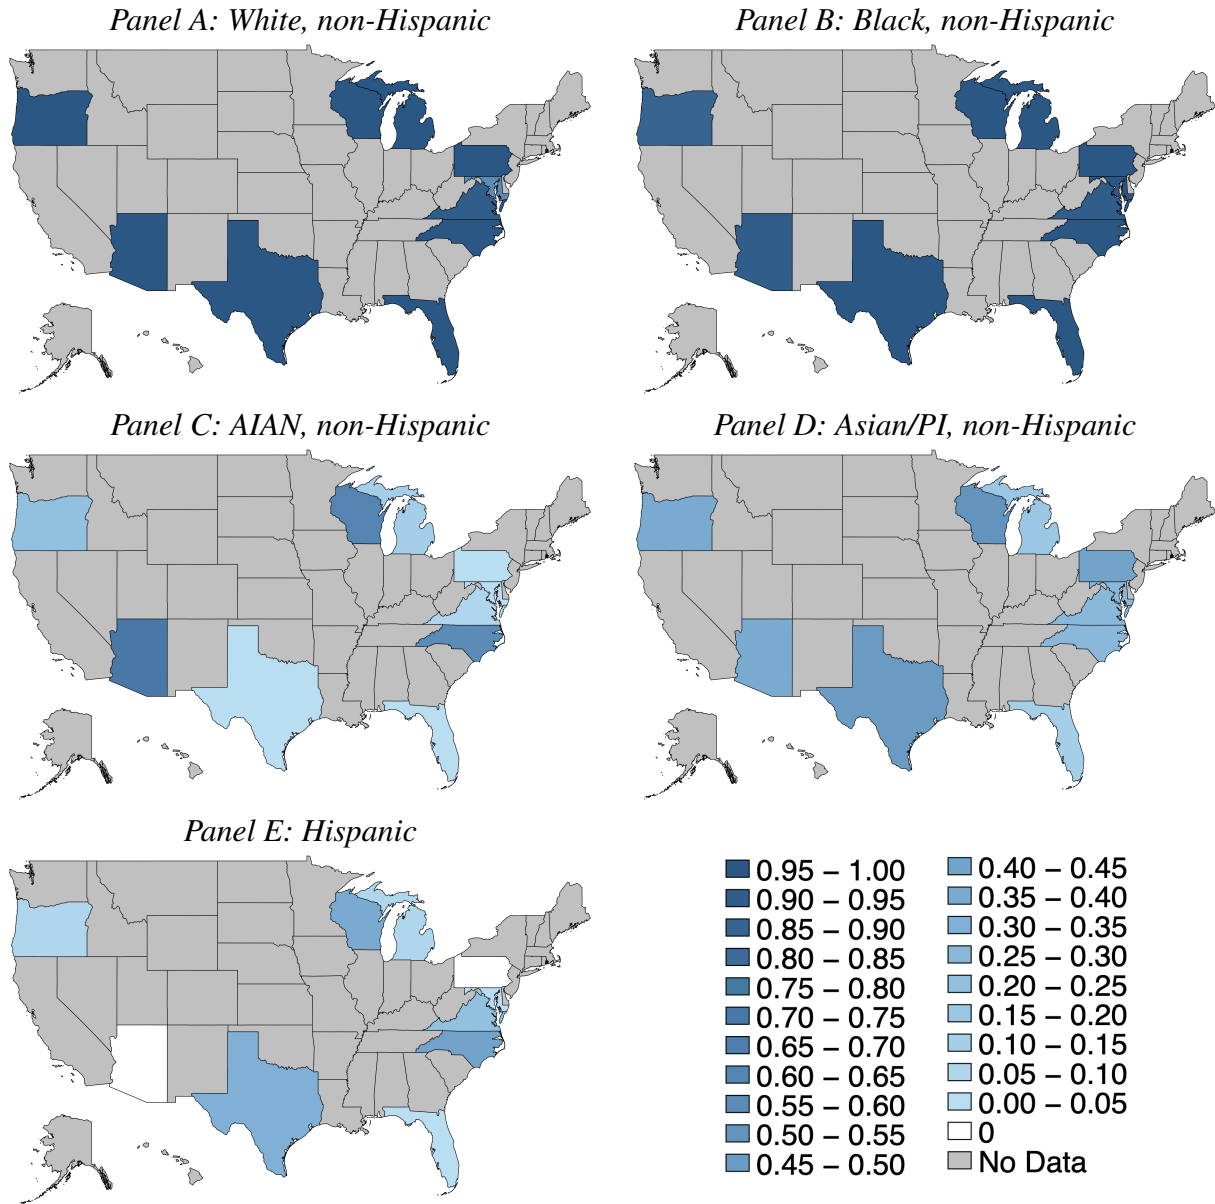 Panel A: White, non-Hispanic
Panel B: Black, non-Hispanic
Panel C: AIAN, non-Hispanic
Panel D: Asian/PI, non-Hispanic
Panel E: Hispanic
0.95 – 1.00
0.90 – 0.95
0.85 – 0.90
0.80 – 0.85
0.75 – 0.80
0.70 – 0.75
0.65 – 0.70
0.60 – 0.65
0.55 – 0.60
0.50 – 0.55
0.45 – 0.50
0.40 – 0.45
0.35 – 0.40
0.30 – 0.35
0.25 – 0.30
0.20 – 0.25
0.15 – 0.20
0.10 – 0.15
0.05 – 0.10
0.00 – 0.05
0
No Data